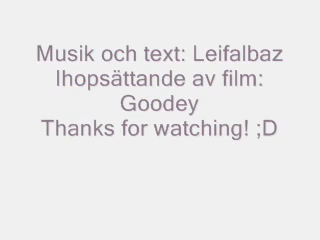 Musik och text: Leifalbaz
Ihopsättande av film:
Goodey
Thanks for watching! ;D